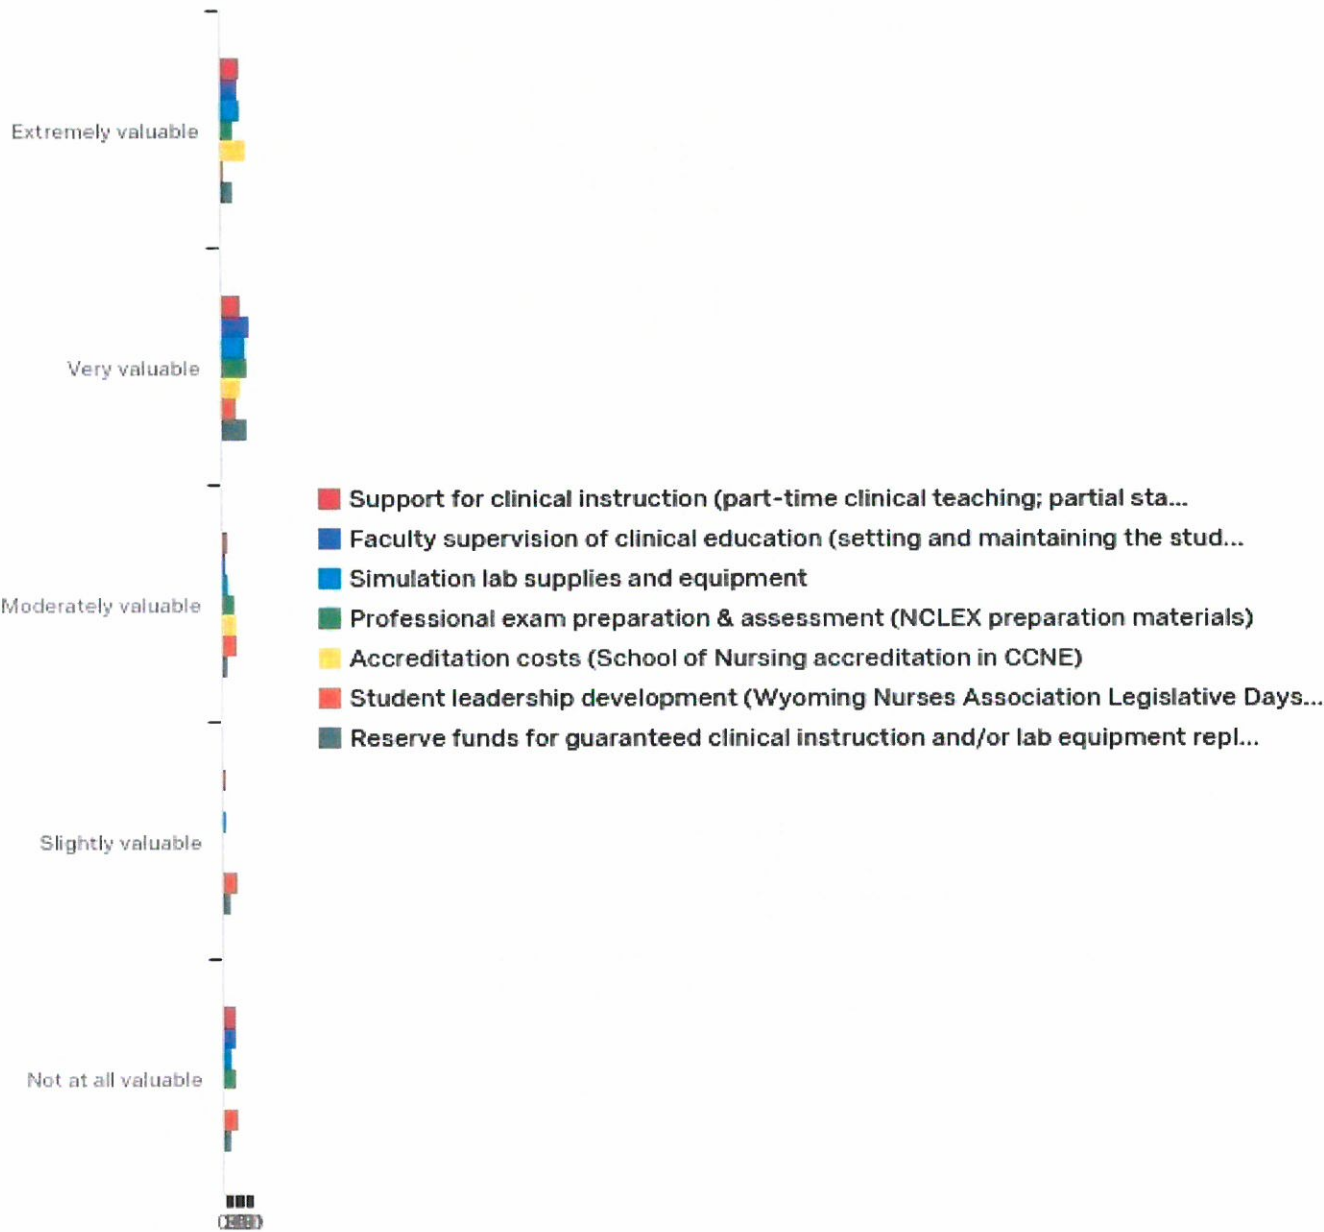 Extremely valuable
Very valuable
Moderately valuable
Slightly valuable
Not at all valuable
Support for clinical instruction (part-time clinical teaching; partial sta...
Faculty supervision of clinical education (setting and maintaining the stud...
Simulation lab supplies and equipment
Professional exam preparation & assessment (NCLEX preparation materials)
Accreditation costs (School of Nursing accreditation in CCNE)
Student leadership development (Wyoming Nurses Association Legislative Days...
Reserve funds for guaranteed clinical instruction and/or lab equipment repl...